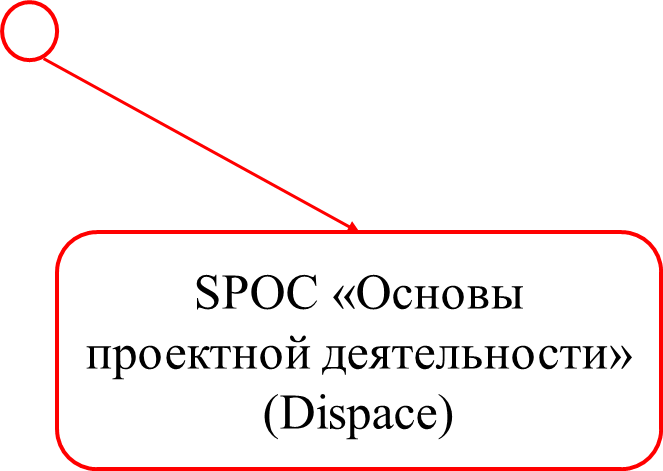 SPOC «Основы
проектной деятельности»
(Dispace)